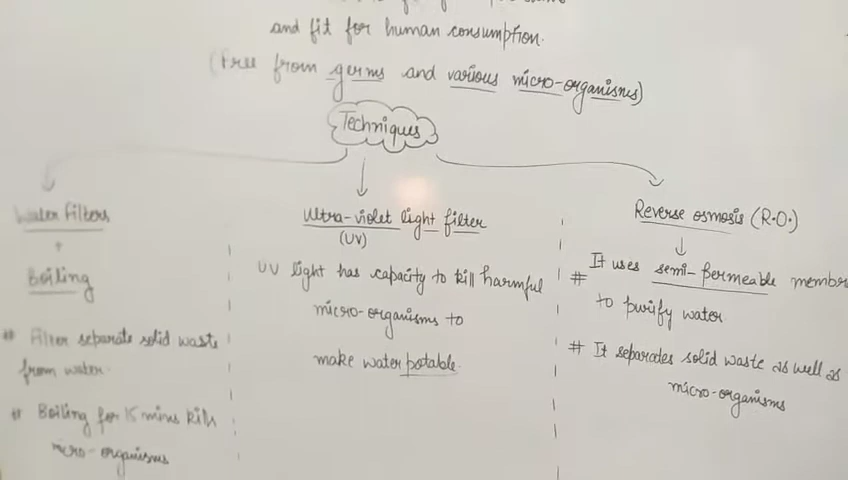 and fit for human consumption.
(Free from germs and various micro-organisms)
Techniques
Water Filters
+
Boiling
# Filter separate solid waste
from water.
# Boiling for 15 mins kill
micro-organisms
Ultra-violet light filter
(UV)
UV light has capacity to kill harmful
micro-organisms to
make water potable.
Reverse osmosis (R.O.)
# It uses semi-permeable membr
to purify water
# It separates solid waste as well as
micro-organisms